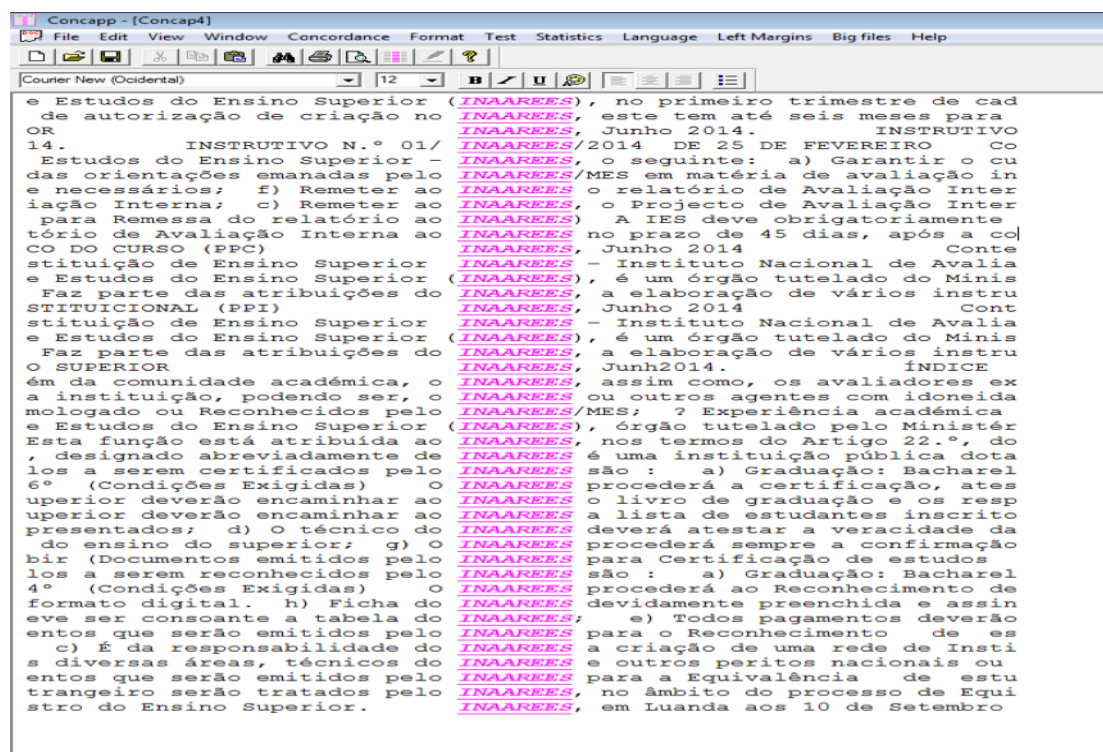 Concapp - [Concap4]
File Edit View Window Concordance Format Test Statistics Language Left Margins Big files Help
Courier New (Ocidental) 12 B I U
e Estudos do Ensino Superior (INAAREES), no primeiro trimestre de cad
de autorização de criação no INAAREES, este tem até seis meses para
OR INAAREES, Junho 2014. INSTRUTIVO
14. INSTRUTIVO N.º 01/ INAAREES/2014 DE 25 DE FEVEREIRO Co
Estudos do Ensino Superior – INAAREES, o seguinte: a) Garantir o cu
das orientações emanadas pelo INAAREES/MES em matéria de avaliação in
e necessários; f) Remeter ao INAAREES o relatório de Avaliação Inter
iação Interna; c) Remeter ao INAAREES, o Projecto de Avaliação Inter
para Remessa do relatório ao INAAREES) A IES deve obrigatoriamente
tório de Avaliação Interna ao INAAREES no prazo de 45 dias, após a co
CO DO CURSO (PPC) INAAREES, Junho 2014 Conte
stituição de Ensino Superior INAAREES – Instituto Nacional de Avalia
e Estudos do Ensino Superior (INAAREES), é um órgão tutelado do Minis
Faz parte das atribuições do INAAREES, a elaboração de vários instru
STITUICIONAL (PPI) INAAREES, Junho 2014 Cont
stituição de Ensino Superior INAAREES – Instituto Nacional de Avalia
e Estudos do Ensino Superior (INAAREES), é um órgão tutelado do Minis
Faz parte das atribuições do INAAREES, a elaboração de vários instru
O SUPERIOR INAAREES, Junh2014. ÍNDICE
ém da comunidade académica, o INAAREES, assim como, os avaliadores ex
a instituição, podendo ser, o INAAREES ou outros agentes com idoneida
mologado ou Reconhecidos pelo INAAREES/MES; ? Experiência académica
e Estudos do Ensino Superior (INAAREES), órgão tutelado pelo Ministér
Esta função está atribuída ao INAAREES, nos termos do Artigo 22.º, do
, designado abreviadamente de INAAREES é uma instituição pública dota
los a serem certificados pelo INAAREES são : a) Graduação: Bacharel
6º (Condições Exigidas) O INAAREES procederá a certificação, ates
uperior deverão encaminhar ao INAAREES o livro de graduação e os resp
uperior deverão encaminhar ao INAAREES a lista de estudantes inscrito
presentados; d) O técnico do INAAREES deverá atestar a veracidade da
do ensino do superior; g) O INAAREES procederá sempre a confirmação
bir (Documentos emitidos pelo INAAREES para Certificação de estudos
los a serem reconhecidos pelo INAAREES são : a) Graduação: Bacharel
4º (Condições Exigidas) O INAAREES procederá ao Reconhecimento de
formato digital. h) Ficha do INAAREES devidamente preenchida e assin
eve ser consoante a tabela do INAAREES; e) Todos pagamentos deverão
entos que serão emitidos pelo INAAREES para o Reconhecimento de es
c) É da responsabilidade do INAAREES a criação de uma rede de Insti
s diversas áreas, técnicos do INAAREES e outros peritos nacionais ou
entos que serão emitidos pelo INAAREES para a Equivalência de estu
trangeiro serão tratados pelo INAAREES, no âmbito do processo de Equi
stro do Ensino Superior. INAAREES, em Luanda aos 10 de Setembro